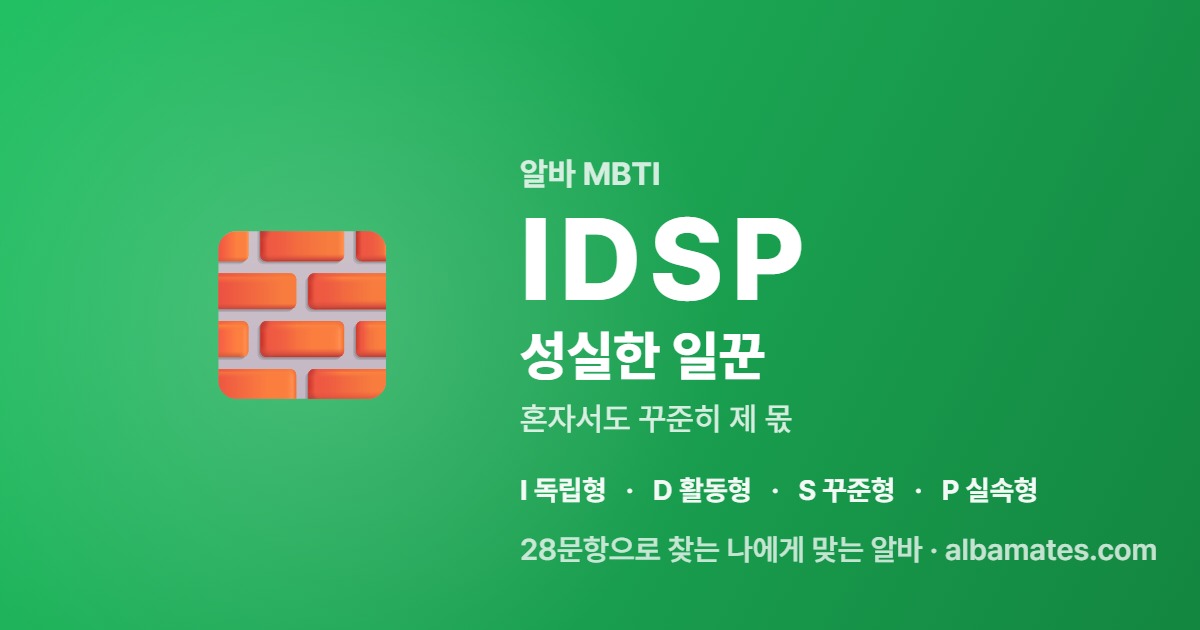 알바 MBTI
IDSP
성실한 일꾼
혼자서도 꾸준히 제 몫
I 독립형 · D 활동형 · S 꾸준형 · P 실속형
28문항으로 찾는 나에게 맞는 알바 · albamates.com